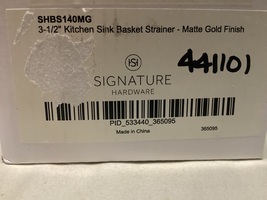 SHBS140MG
3-1/2" Kitchen Sink Basket Strainer - Matte Gold Finish
441101
SIGNATURE
HARDWARE
PID_533440_365095
Made in China 365095